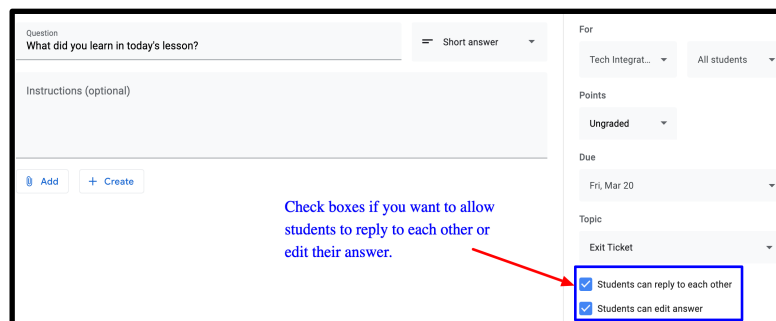 Question
What did you learn in today's lesson?
Short answer
Instructions (optional)
Add
+ Create
Check boxes if you want to allow
students to reply to each other or
edit their answer.
For
Tech Integrat... All students
Points
Ungraded
Due
Fri, Mar 20
Topic
Exit Ticket
Students can reply to each other
Students can edit answer